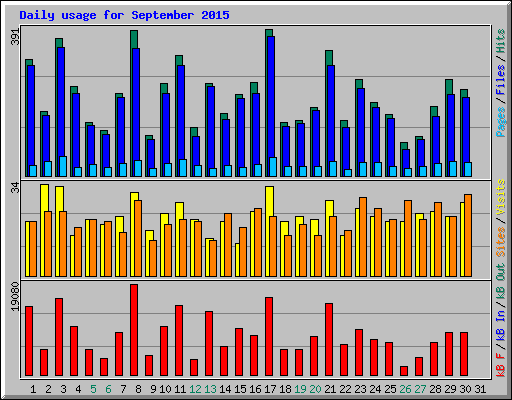 Daily usage for September 2015
391
Pages / Files / Hits
34
Sites / Visits
19080
kB F / kB In / kB Out
1 2 3 4 5 6 7 8 9 10 11 12 13 14 15 16 17 18 19 20 21 22 23 24 25 26 27 28 29 30 31